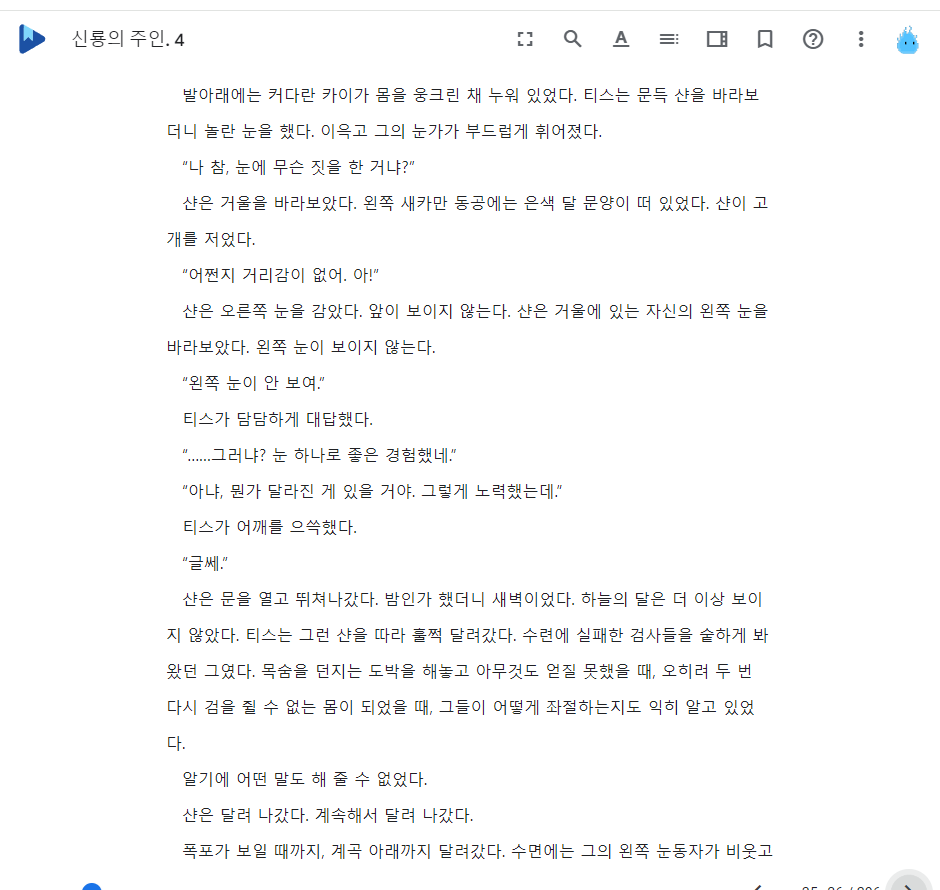 신룡의 주인. 4
발아래에는 커다란 카이가 몸을 웅크린 채 누워 있었다. 티스는 문득 샨을 바라보
더니 놀란 눈을 했다. 이윽고 그의 눈가가 부드럽게 휘어졌다.
“나 참, 눈에 무슨 짓을 한 거냐?”
샨은 거울을 바라보았다. 왼쪽 새카만 동공에는 은색 달 문양이 떠 있었다. 샨이 고
개를 저었다.
“어쩐지 거리감이 없어. 아!”
샨은 오른쪽 눈을 감았다. 앞이 보이지 않는다. 샨은 거울에 있는 자신의 왼쪽 눈을
바라보았다. 왼쪽 눈이 보이지 않는다.
“왼쪽 눈이 안 보여.”
티스가 담담하게 대답했다.
“......그러냐? 눈 하나로 좋은 경험했네.”
“아냐, 뭔가 달라진 게 있을 거야. 그렇게 노력했는데.”
티스가 어깨를 으쓱했다.
“글쎄.”
샨은 문을 열고 뛰쳐나갔다. 밤인가 했더니 새벽이었다. 하늘의 달은 더 이상 보이
지 않았다. 티스는 그런 샨을 따라 훌쩍 달려갔다. 수련에 실패한 검사들을 숱하게 봐
왔던 그였다. 목숨을 던지는 도박을 해놓고 아무것도 얻질 못했을 때, 오히려 두 번
다시 검을 쥘 수 없는 몸이 되었을 때, 그들이 어떻게 좌절하는지도 익히 알고 있었
다.
알기에 어떤 말도 해 줄 수 없었다.
샨은 달려 나갔다. 계속해서 달려 나갔다.
폭포가 보일 때까지, 계곡 아래까지 달려갔다. 수면에는 그의 왼쪽 눈동자가 비웃고